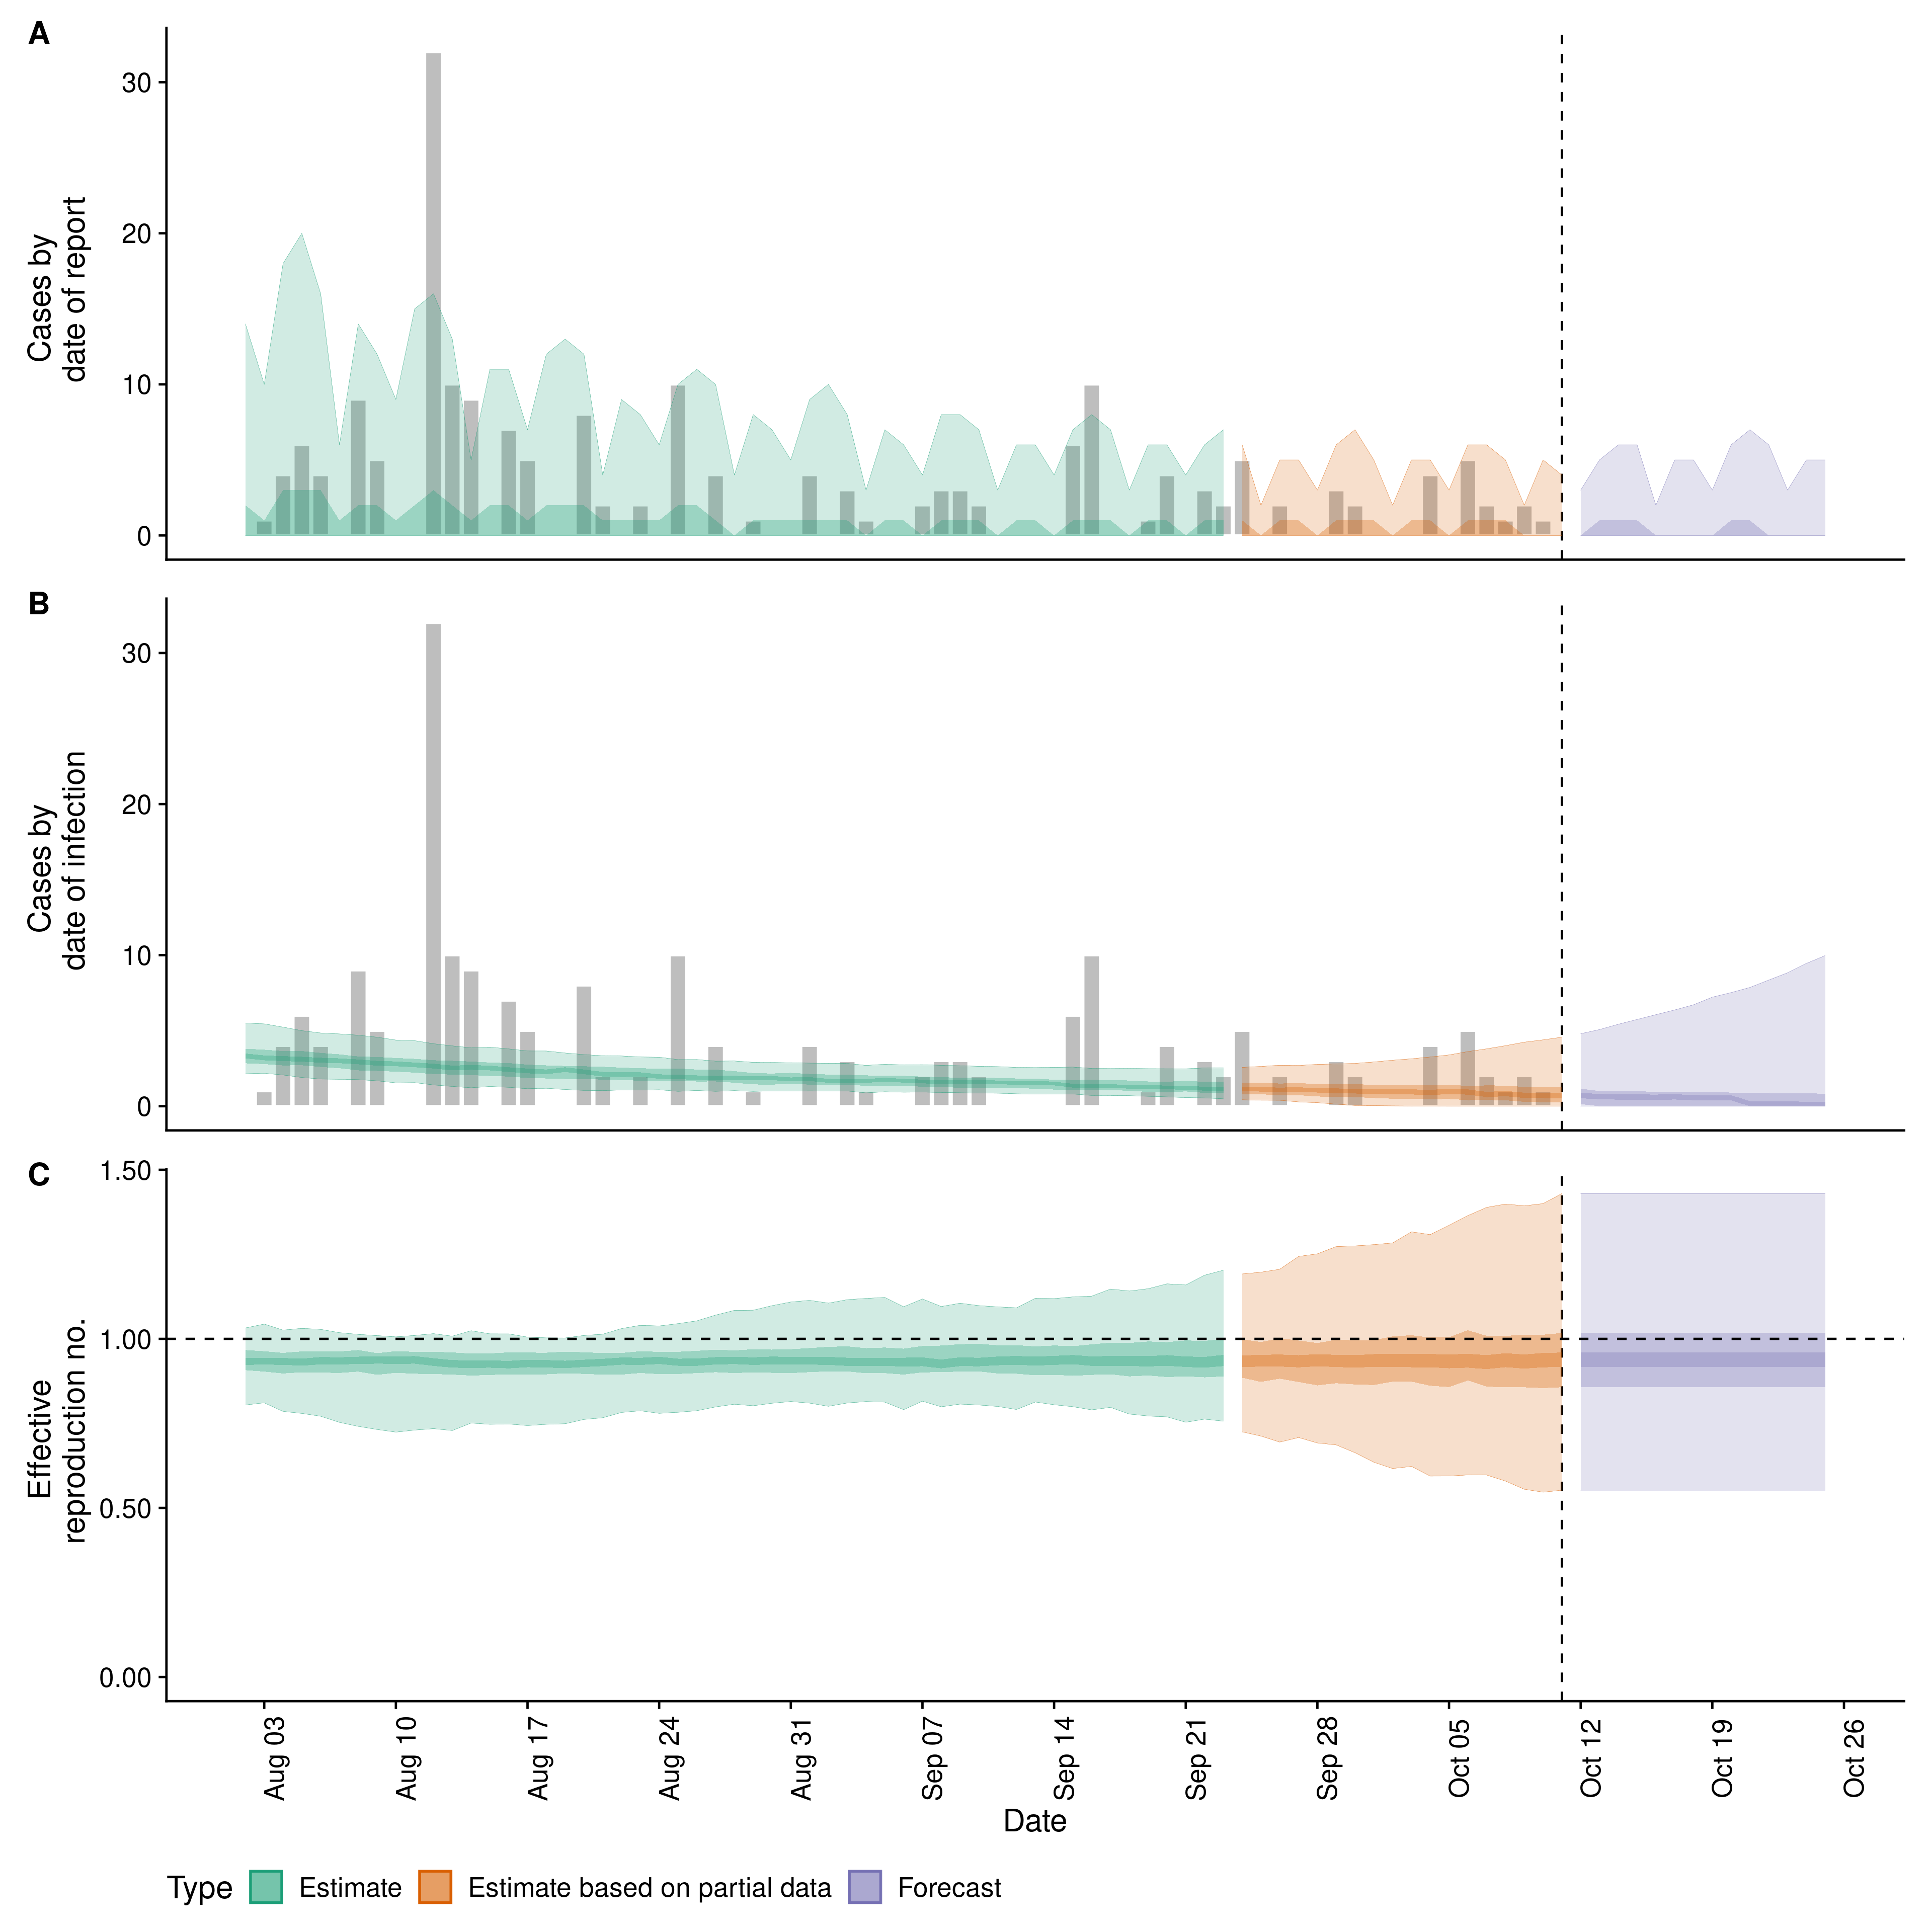 A
Cases by
date of report
30
20
10
0
B
Cases by
date of infection
30
20
10
0
C
Effective
reproduction no.
1.50
1.00
0.50
0.00
Aug 03
Aug 10
Aug 17
Aug 24
Aug 31
Sep 07
Sep 14
Sep 21
Sep 28
Oct 05
Oct 12
Oct 19
Oct 26
Date
Type Estimate Estimate based on partial data Forecast